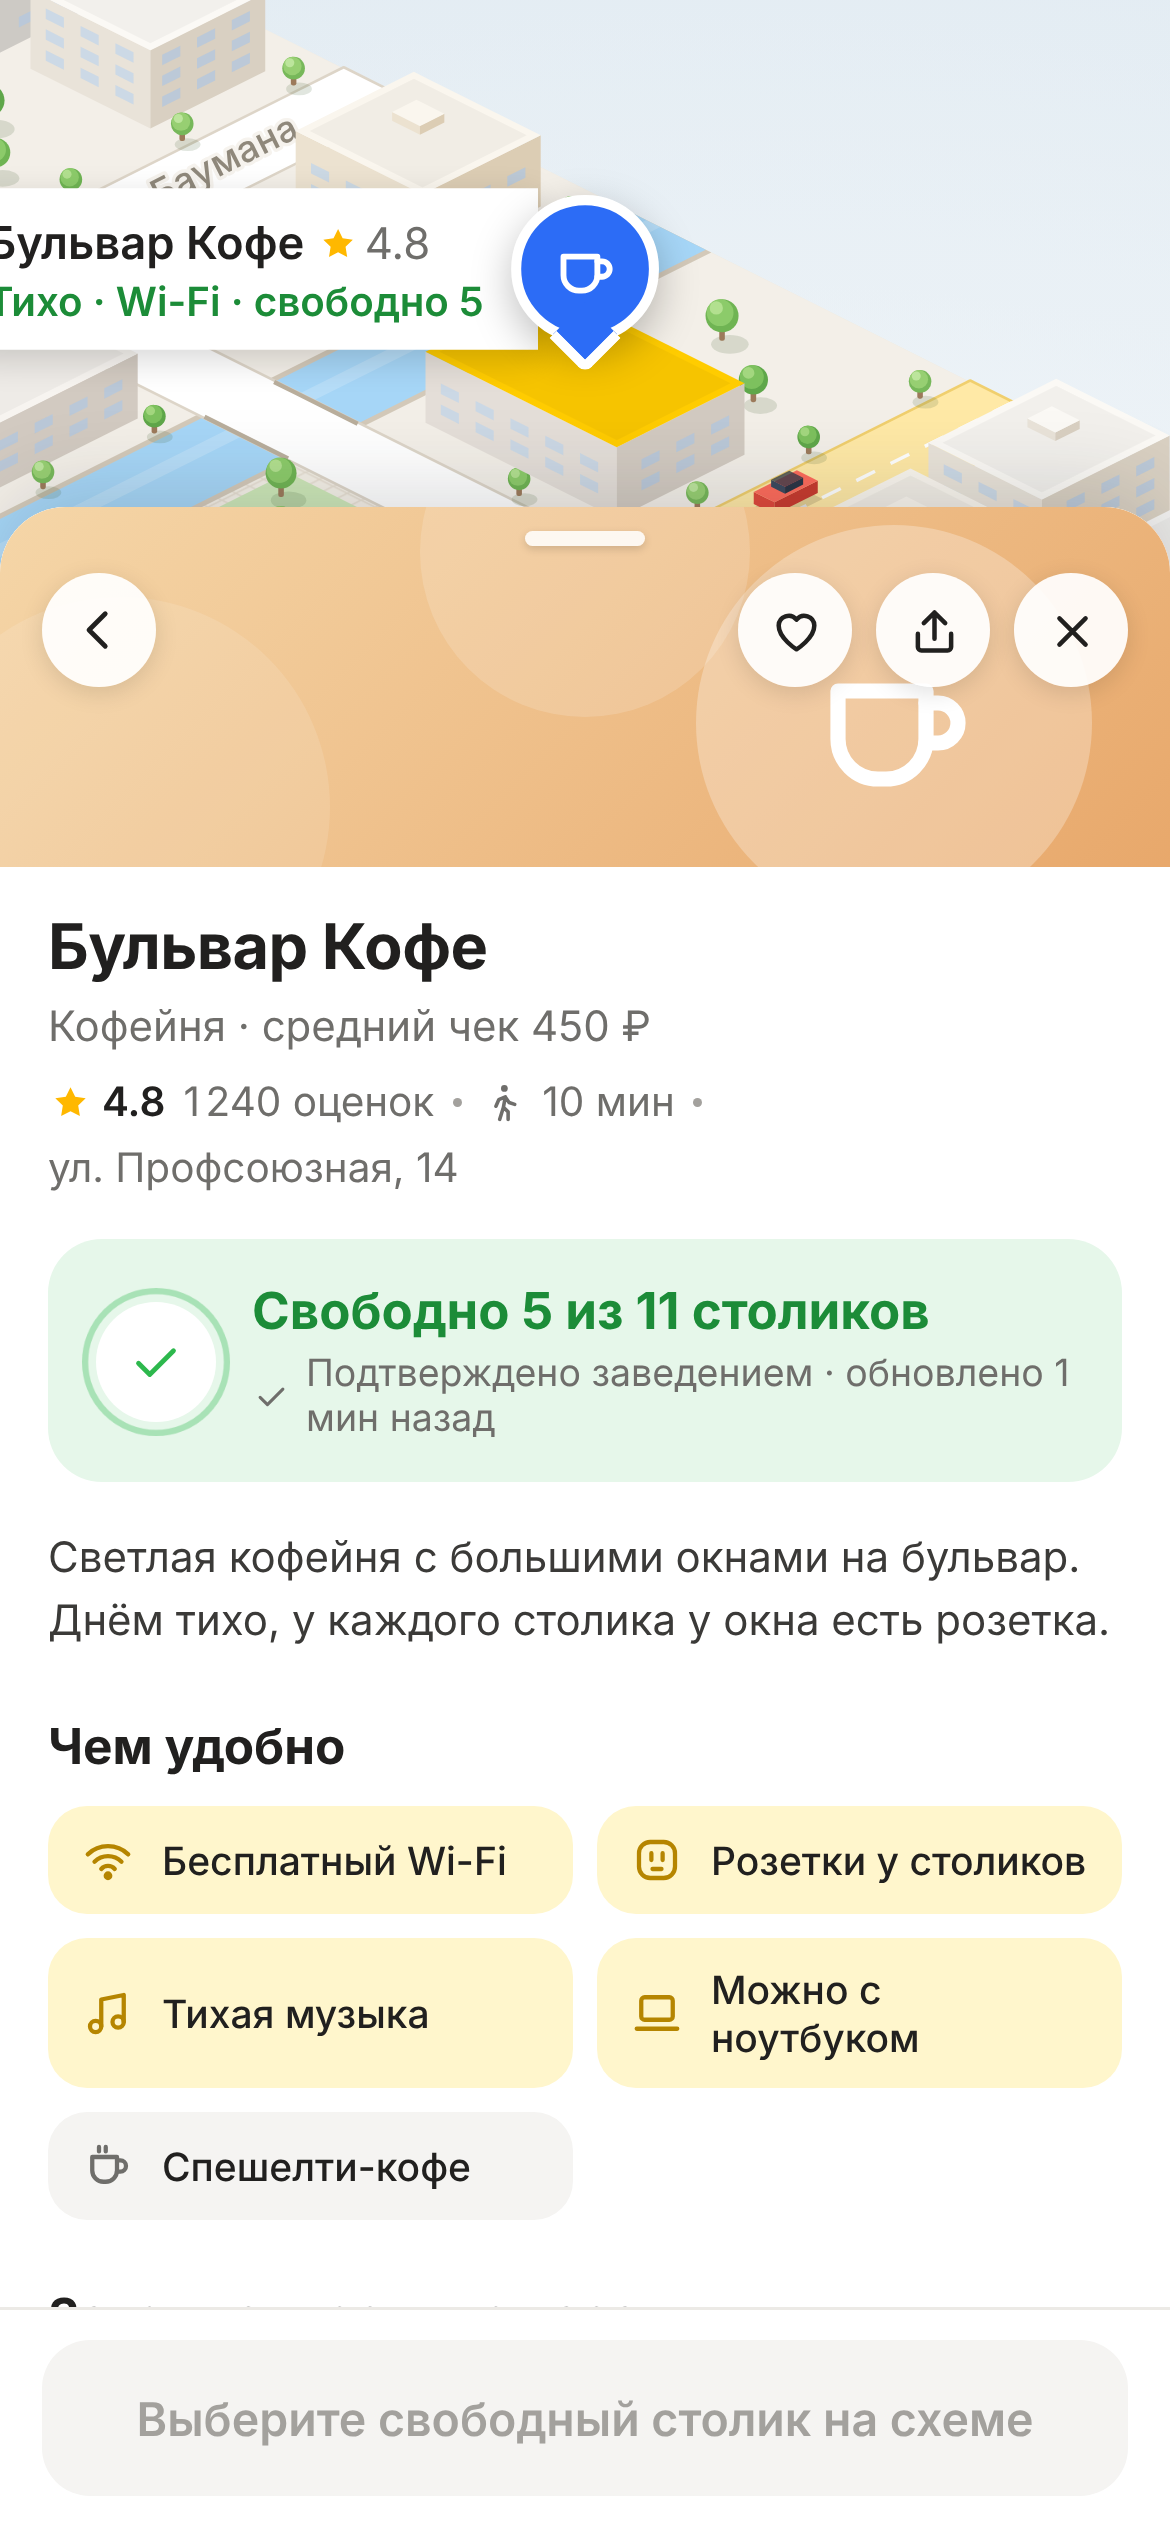 Баумана
Бульвар Кофе 4.8
Тихо · Wi-Fi · свободно 5
Бульвар Кофе
Кофейня · средний чек 450 ₽
4.8 1 240 оценок • 10 мин •
ул. Профсоюзная, 14
Свободно 5 из 11 столиков
Подтверждено заведением · обновлено 1
мин назад
Светлая кофейня с большими окнами на бульвар.
Днём тихо, у каждого столика у окна есть розетка.
Чем удобно
Бесплатный Wi-Fi
Розетки у столиков
Тихая музыка
Можно с
ноутбуком
Спешелти-кофе
Выберите свободный столик на схеме